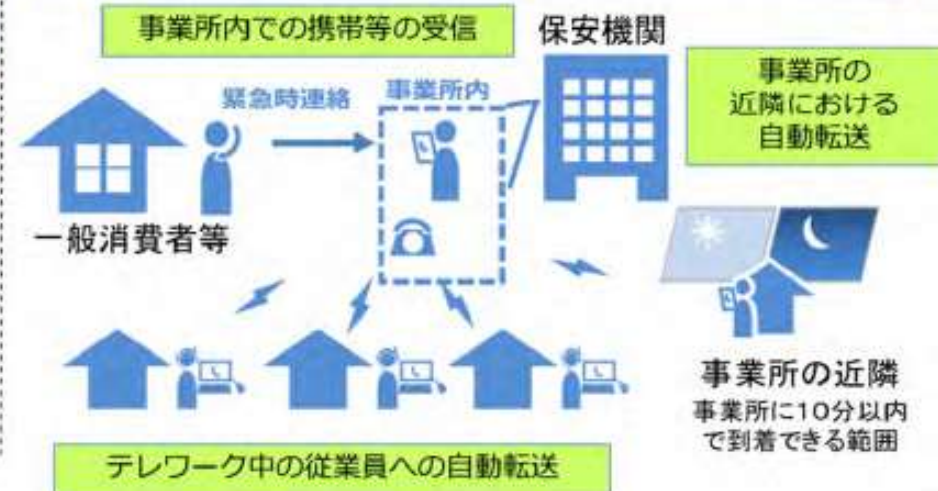 事業所内での携帯等の受信
保安機関
事業所の
近隣における
自動転送
緊急時連絡
事業所内
一般消費者等
事業所の近隣
事業所に10分以内
で到着できる範囲
テレワーク中の従業員への自動転送